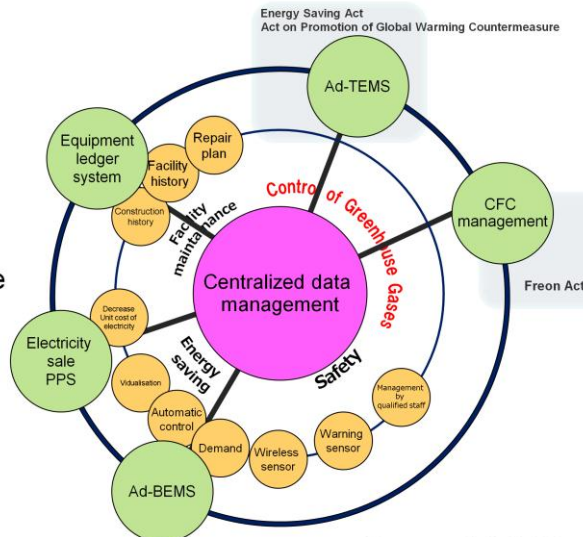 Energy Saving Act
Act on Promotion of Global Warming Countermeasure
Ad-TEMS
Equipment
ledger
system
Repair
plan
Facility
history
Construction
history
Facility
maintanance
Control of Greenhouse Gases
CFC
management
Freon Act
e
Centralized data
management
Decrease
Unit cost of
electricity
Electricity
sale
PPS
Energy
saving
Safety
Vidualisation
Automatic
control
Demand
Wireless
sensor
Warning
sensor
Management
by
qualified staff
Ad-BEMS